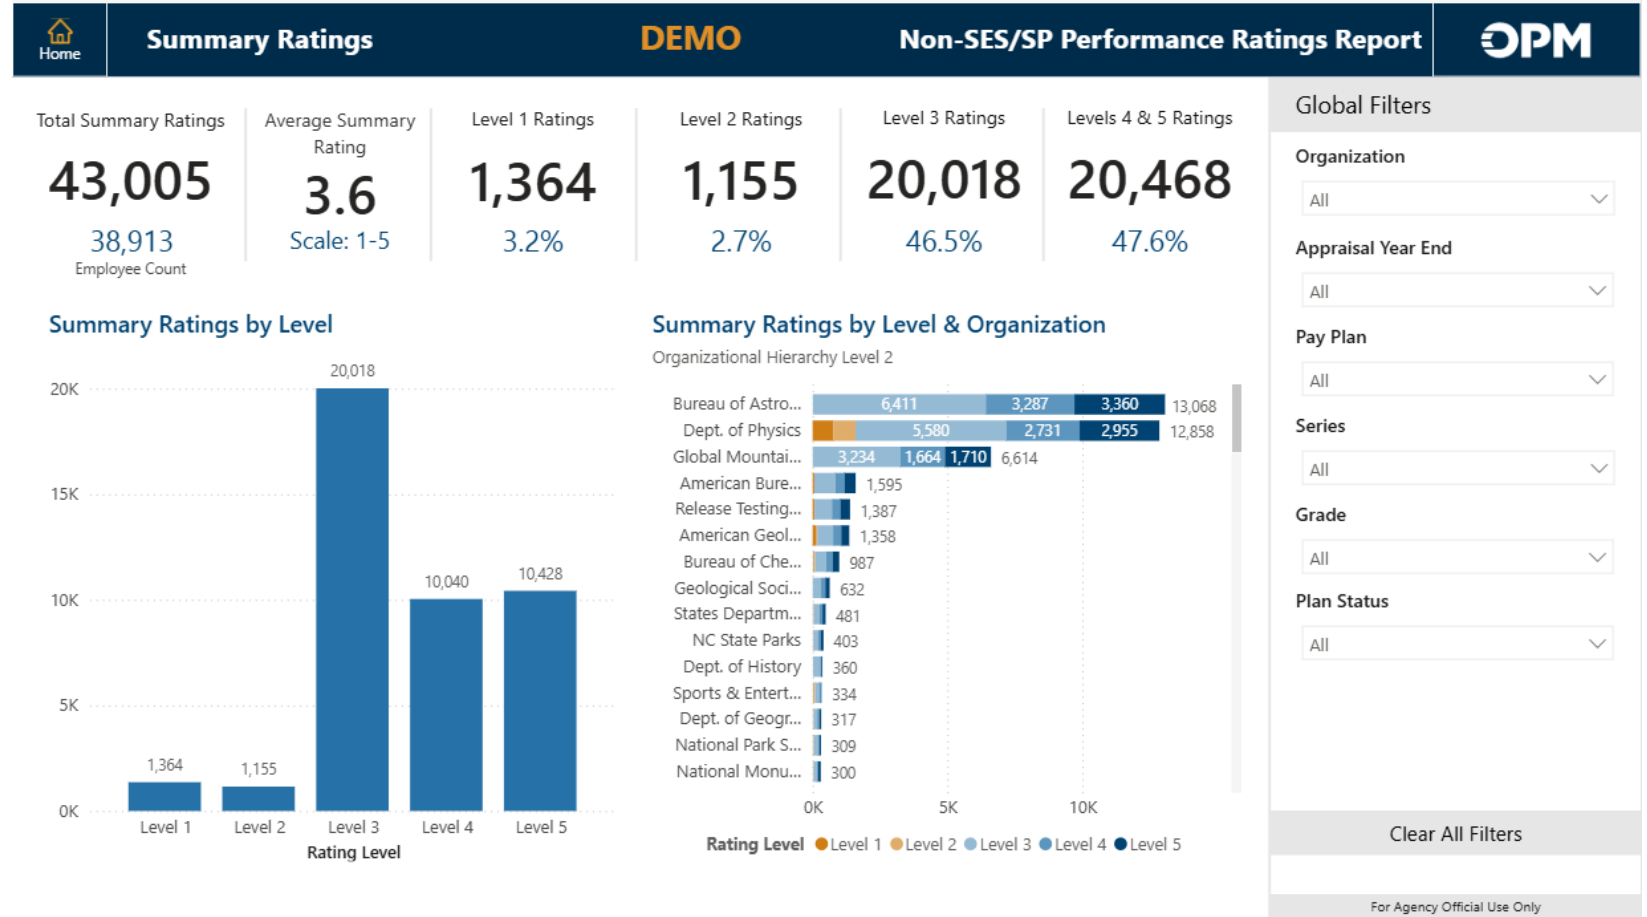 Home
Summary Ratings
DEMO
Non-SES/SP Performance Ratings Report
OPM
Total Summary Ratings
43,005
38,913
Employee Count
Average Summary
Rating
3.6
Scale: 1-5
Level 1 Ratings
1,364
3.2%
Level 2 Ratings
1,155
2.7%
Level 3 Ratings
20,018
46.5%
Levels 4 & 5 Ratings
20,468
47.6%
Summary Ratings by Level
20K
15K
10K
5K
0K
1,364
1,155
20,018
10,040
10,428
Level 1
Level 2
Level 3
Level 4
Level 5
Rating Level
Summary Ratings by Level & Organization
Organizational Hierarchy Level 2
Bureau of Astro... 6,411 3,287 3,360 13,068
Dept. of Physics 5,580 2,731 2,955 12,858
Global Mountai... 3,234 1,664 1,710 6,614
American Bure... 1,595
Release Testing... 1,387
American Geol... 1,358
Bureau of Che... 987
Geological Soci... 632
States Departm... 481
NC State Parks 403
Dept. of History 360
Sports & Entert... 334
Dept. of Geogr... 317
National Park S... 309
National Monu... 300
0K 5K 10K
Rating Level Level 1 Level 2 Level 3 Level 4 Level 5
Global Filters
Organization
All
Appraisal Year End
All
Pay Plan
All
Series
All
Grade
All
Plan Status
All
Clear All Filters
For Agency Official Use Only